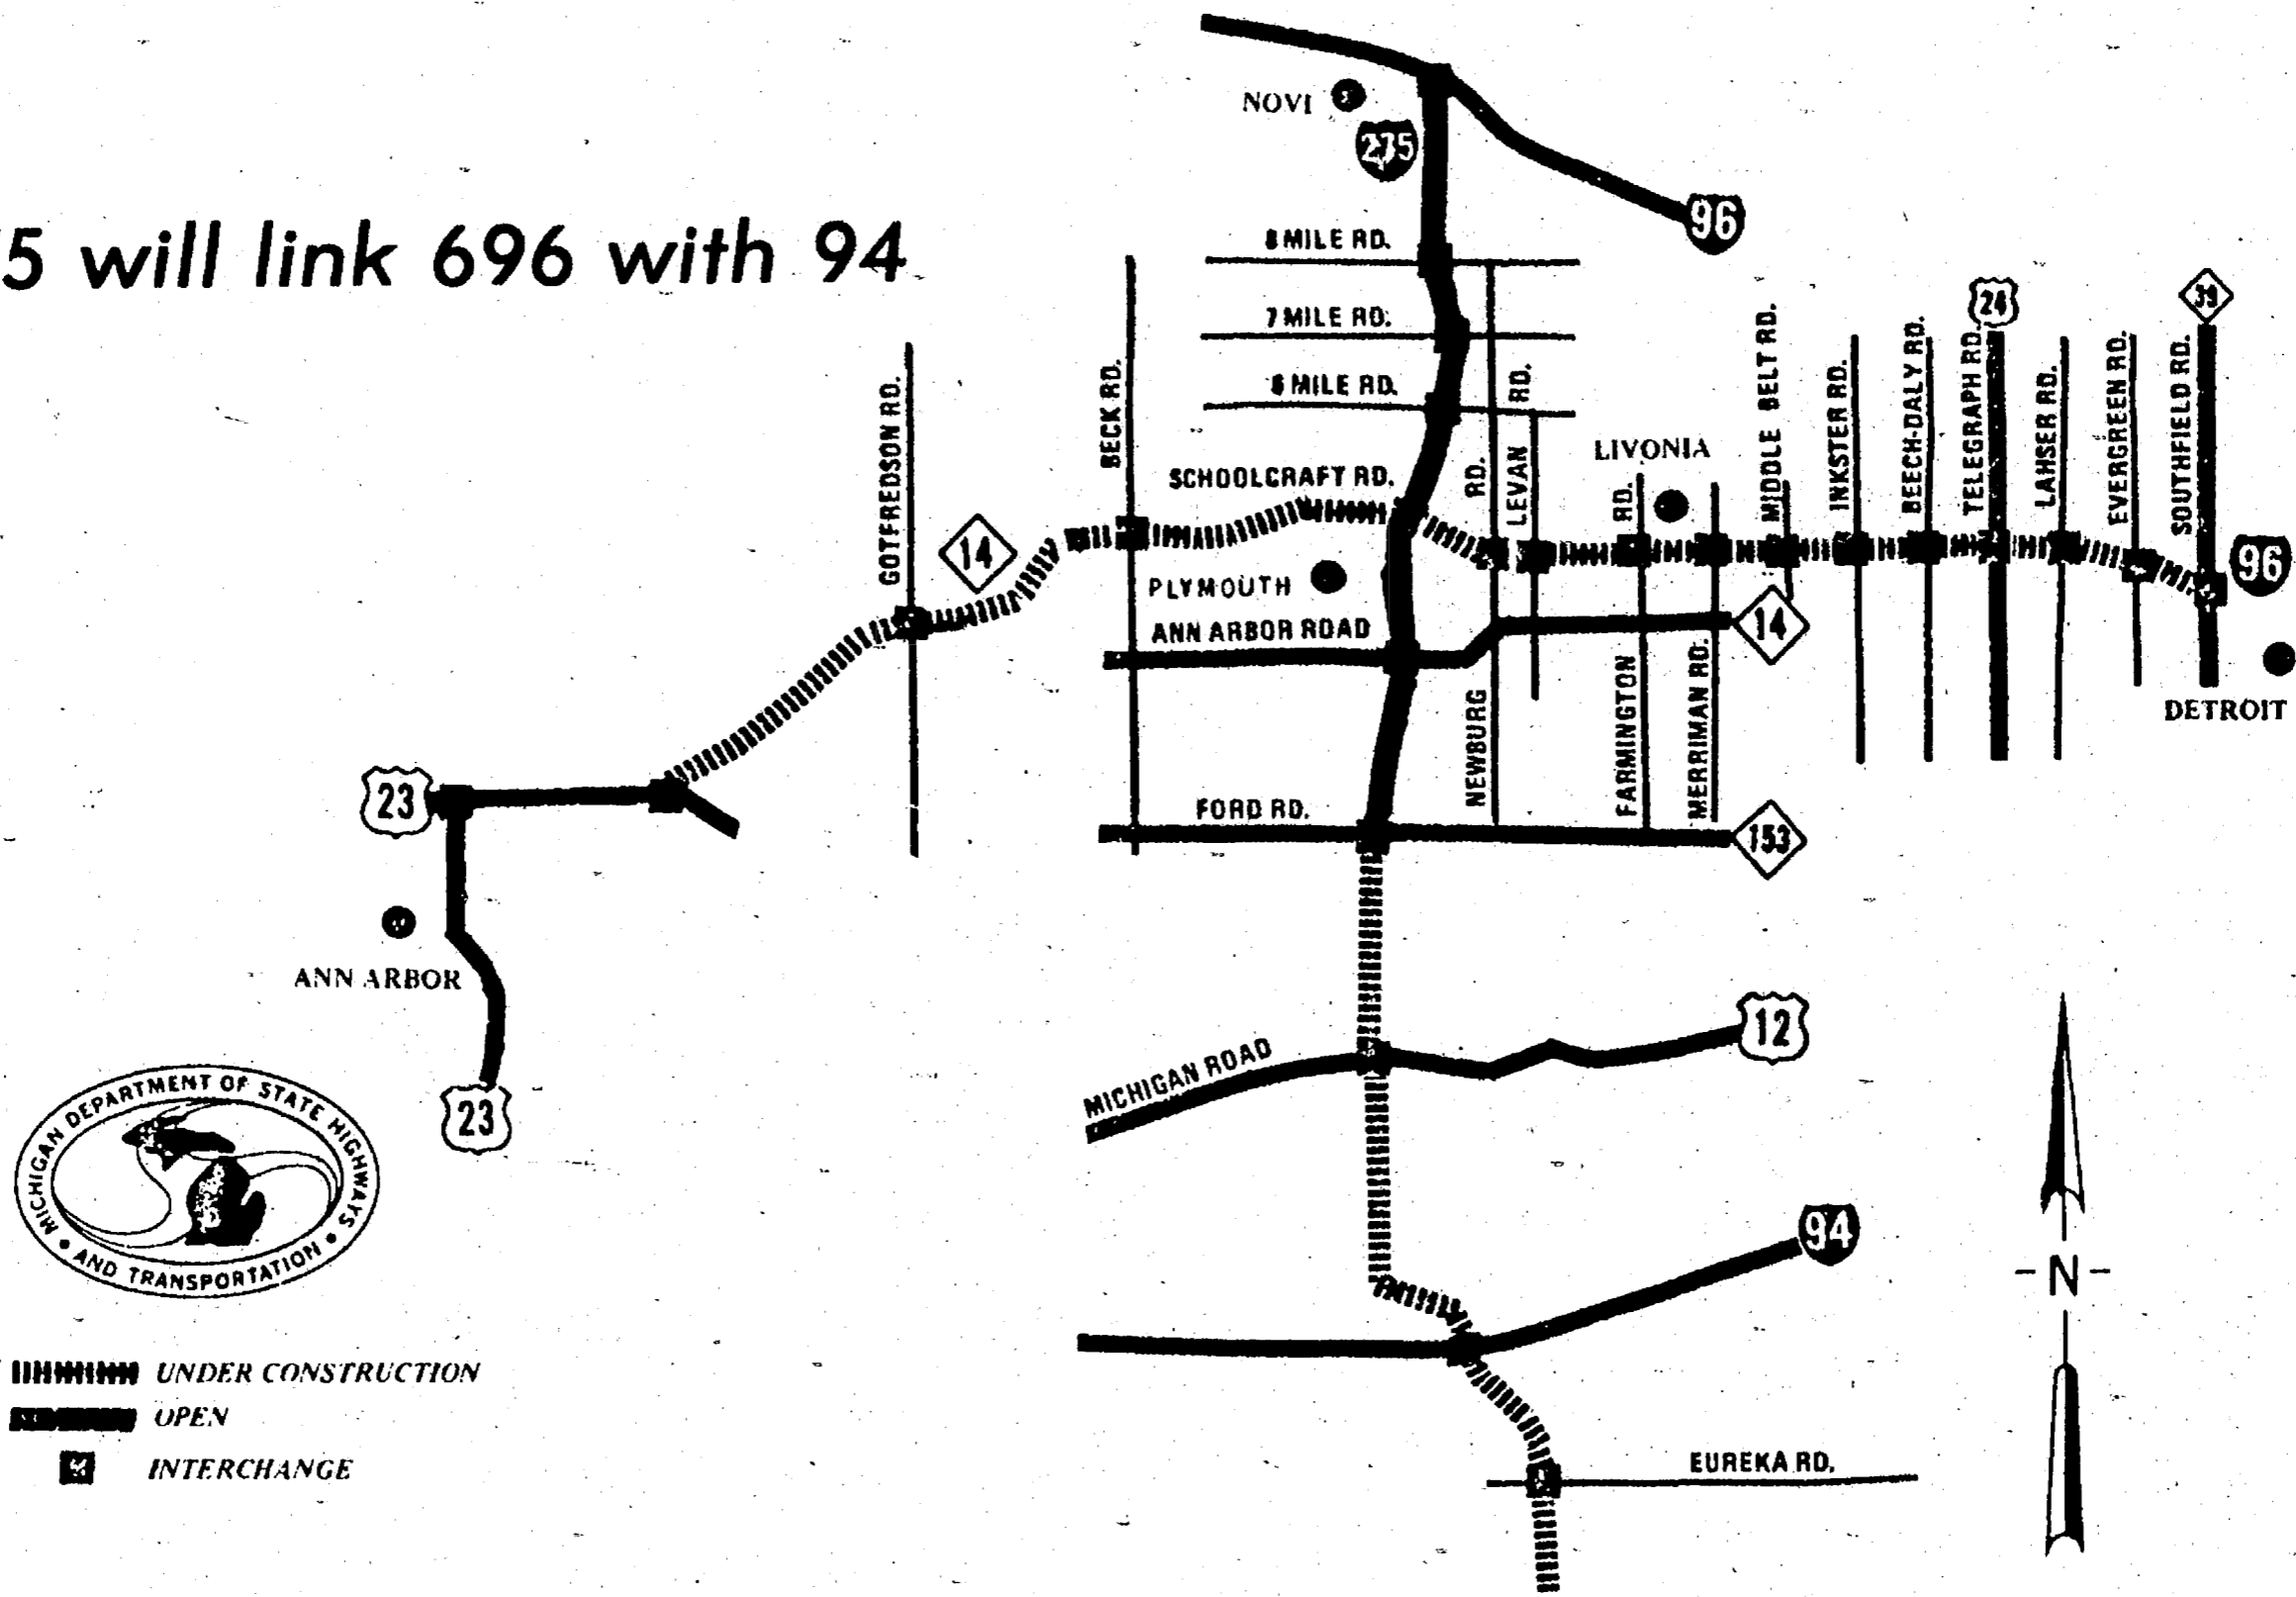 5 will link 696 with 94
NOVI
275
96
8 MILE RD.
7 MILE RD.
6 MILE RD.
24
39
GOTFREDSON RD.
BECK RD.
SCHOOLCRAFT RD.
RD.
LEVAN RD.
LIVONIA
RD.
MIDDLE BELT RD.
INKSTER RD.
BEECH-DALY RD.
TELEGRAPH RD.
LAHSER RD.
EVERGREEN RD.
SOUTHFIELD RD.
14
96
PLYMOUTH
ANN ARBOR ROAD
14
NEWBURG
FARMINGTON
MERRIMAN RD.
DETROIT
23
FORD RD.
153
ANN ARBOR
23
MICHIGAN ROAD
12
MICHIGAN DEPARTMENT OF STATE HIGHWAYS
• AND TRANSPORTATION •
94
- N -
UNDER CONSTRUCTION
OPEN
INTERCHANGE
EUREKA RD.